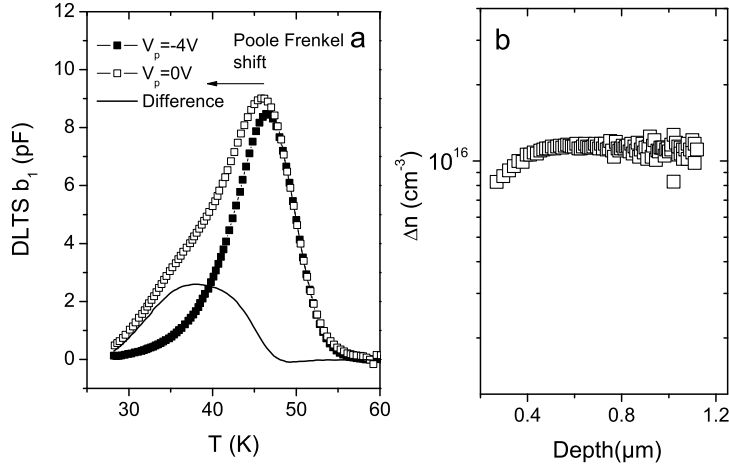 a
V_p=-4V
V_p=0V
Difference
Poole Frenkel
shift
DLTS b_1 (pF)
12
10
8
6
4
2
0
30
40
50
60
T (K)
b
Δn (cm^-3)
10^16
0.4
0.8
1.2
Depth(μm)